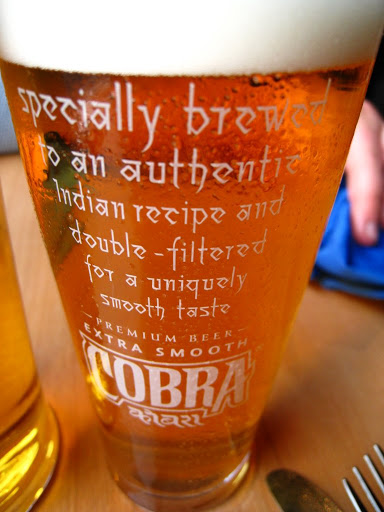 specially brewed
to an authentic
Indian recipe and
double-filtered
for a uniquely
smooth taste
PREMIUM BEER
EXTRA SMOOTH
COBRA
कोबरा